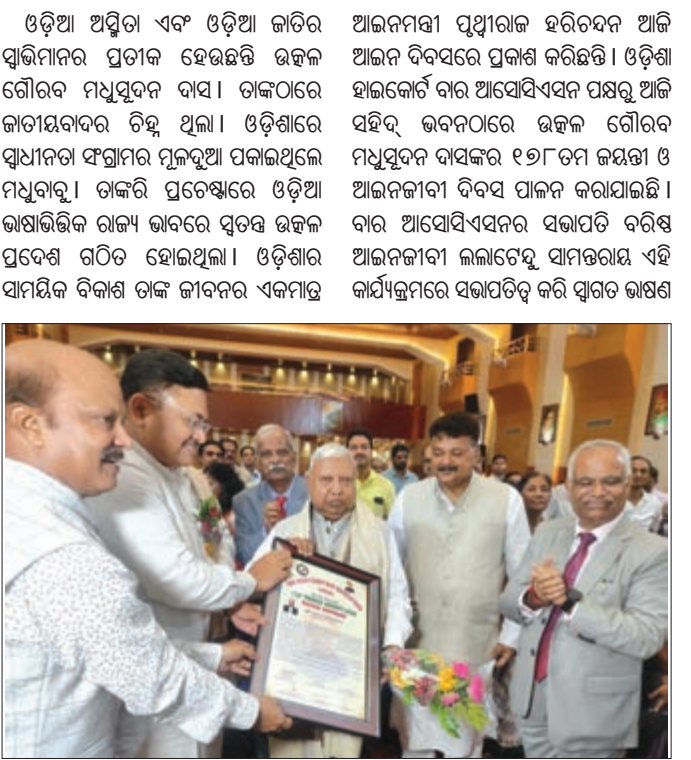 ଓଡ଼ିଆ ଅସ୍ମିତା ଏବଂ ଓଡ଼ିଆ ଜାତିର
ସ୍ୱାଭିମାନର ପ୍ରତୀକ ହେଉଛନ୍ତି ଉତ୍କଳ
ଗୌରବ ମଧୁସୂଦନ ଦାସ। ତାଙ୍କଠାରେ
ଜାତୀୟବାଦର ଚିହ୍ନ ଥିଲା। ଓଡ଼ିଶାରେ
ସ୍ୱାଧୀନତା ସଂଗ୍ରାମର ମୂଳଦୁଆ ପକାଇଥିଲେ
ମଧୁବାବୁ। ତାଙ୍କରି ପ୍ରଚେଷ୍ଟାରେ ଓଡ଼ିଆ
ଭାଷାଭିତ୍ତିକ ରାଜ୍ୟ ଭାବରେ ସ୍ୱତନ୍ତ୍ର ଉତ୍କଳ
ପ୍ରଦେଶ ଗଠିତ ହୋଇଥିଲା। ଓଡ଼ିଶାର
ସାମୟିକ ବିକାଶ ତାଙ୍କ ଜୀବନର ଏକମାତ୍ର
ଆଇନମନ୍ତ୍ରୀ ପୃଥ୍ୱୀରାଜ ହରିଚନ୍ଦନ ଆଜି
ଆଇନ ଦିବସରେ ପ୍ରକାଶ କରିଛନ୍ତି। ଓଡ଼ିଶା
ହାଇକୋର୍ଟ ବାର ଆସୋସିଏସନ ପକ୍ଷରୁ ଆଜି
ସହିଦ୍ ଭବନଠାରେ ଉତ୍କଳ ଗୌରବ
ମଧୁସୂଦନ ଦାସଙ୍କର ୧୭୮ତମ ଜୟନ୍ତୀ ଓ
ଆଇନଜୀବୀ ଦିବସ ପାଳନ କରାଯାଇଛି।
ବାର ଆସୋସିଏସନର ସଭାପତି ବରିଷ୍ଠ
ଆଇନଜୀବୀ ଲଲାଟେନ୍ଦୁ ସାମନ୍ତରାୟ ଏହି
କାର୍ଯ୍ୟକ୍ରମରେ ସଭାପତିତ୍ୱ କରି ସ୍ୱାଗତ ଭାଷଣ